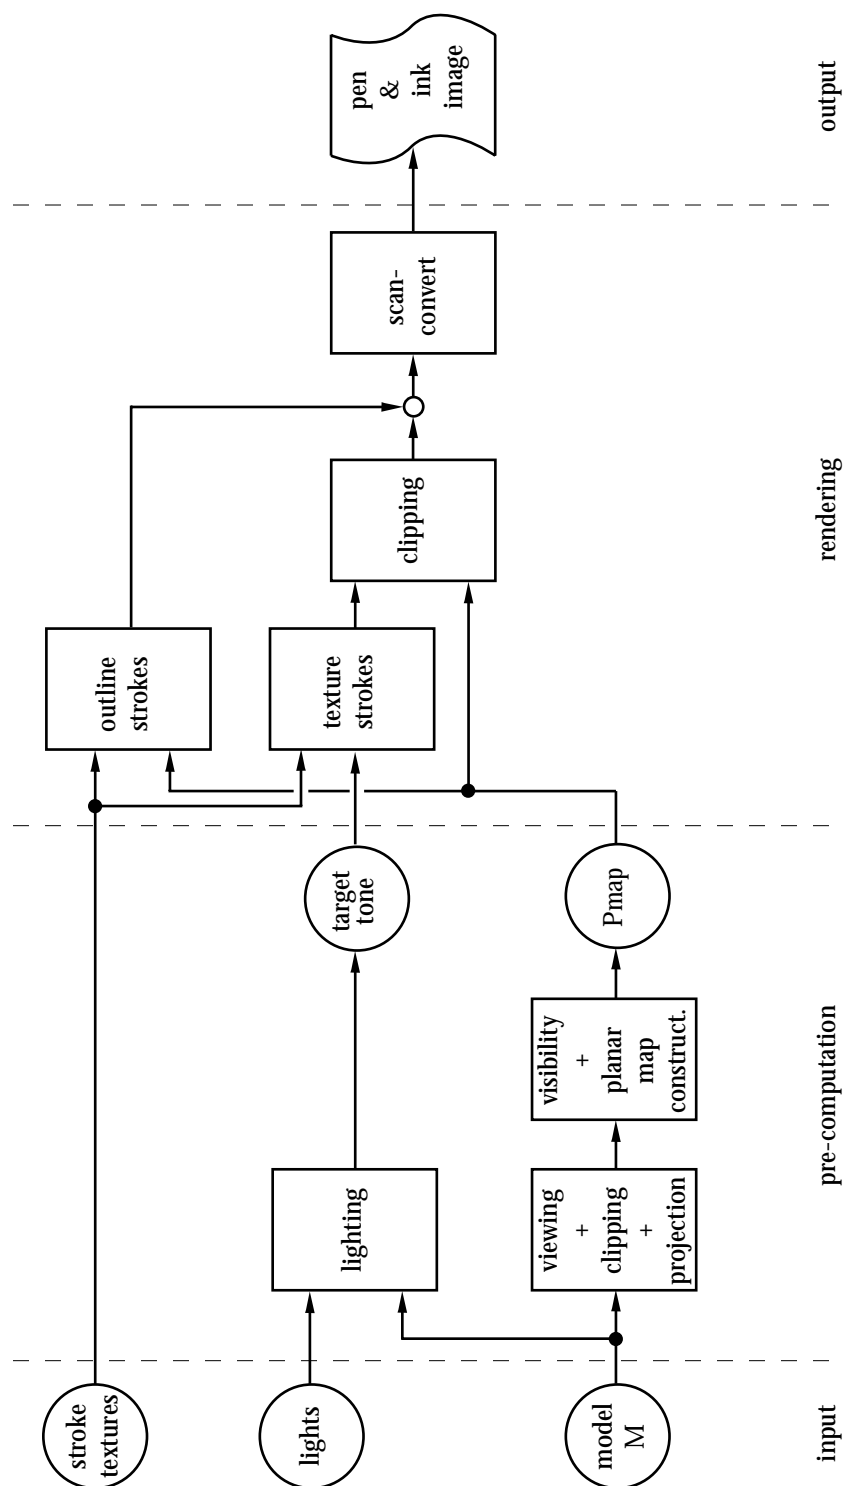 stroke
textures
lights
model
M
input
lighting
viewing
+
clipping
+
projection
visibility
+
planar
map
construct.
target
tone
Pmap
pre-computation
outline
strokes
texture
strokes
clipping
scan-
convert
rendering
pen
&
ink
image
output